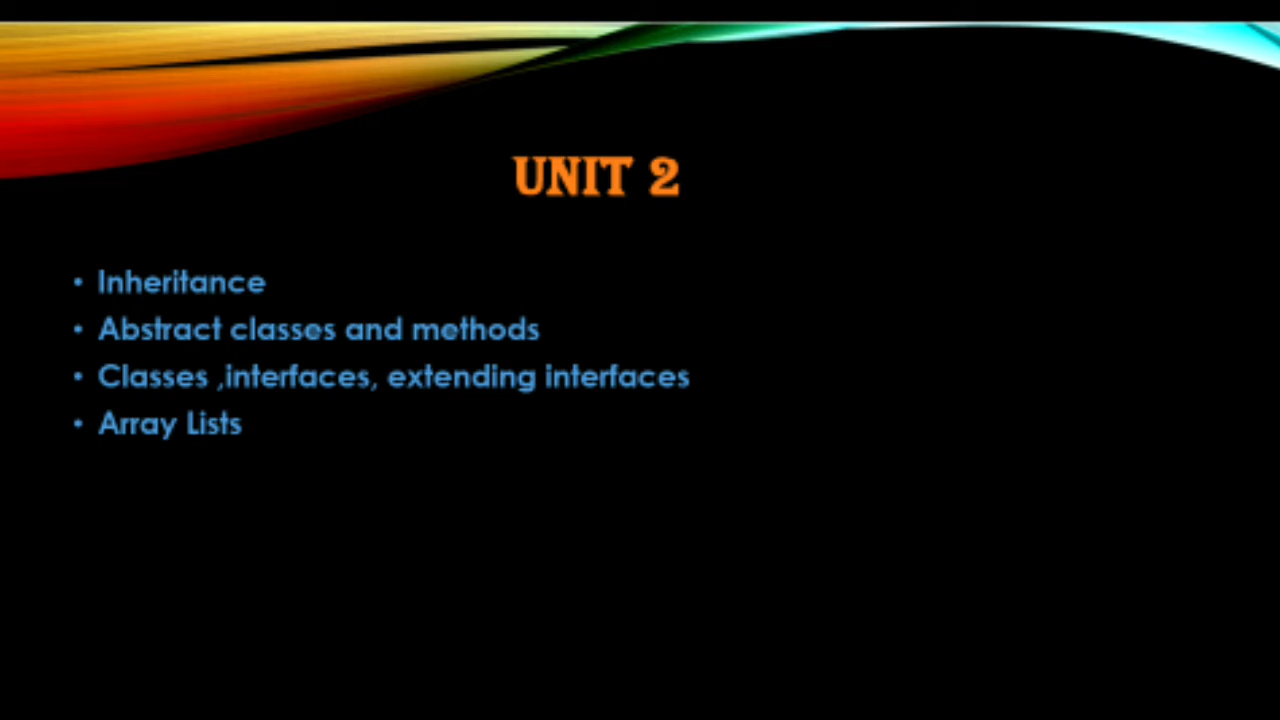 UNIT 2
• Inheritance
• Abstract classes and methods
• Classes ,interfaces, extending interfaces
• Array Lists